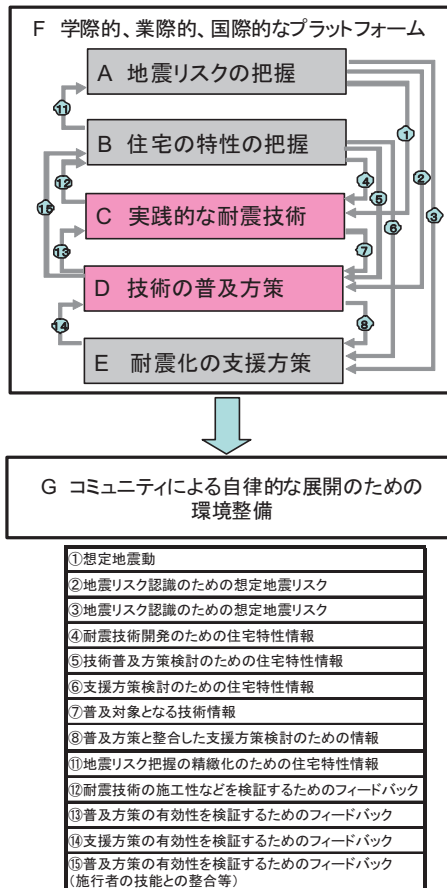 F 学際的、業際的、国際的なプラットフォーム
A 地震リスクの把握
⑪
①
B 住宅の特性の把握
②
③
⑫
④
⑤
⑮
⑥
C 実践的な耐震技術
⑬
⑦
D 技術の普及方策
⑭
⑧
E 耐震化の支援方策
G コミュニティによる自律的な展開のための
環境整備
①想定地震動
②地震リスク認識のための想定地震リスク
③地震リスク認識のための想定地震リスク
④耐震技術開発のための住宅特性情報
⑤技術普及方策検討のための住宅特性情報
⑥支援方策検討のための住宅特性情報
⑦普及対象となる技術情報
⑧普及方策と整合した支援方策検討のための情報
⑪地震リスク把握の精緻化のための住宅特性情報
⑫耐震技術の施工性などを検証するためのフィードバック
⑬普及方策の有効性を検証するためのフィードバック
⑭支援方策の有効性を検証するためのフィードバック
⑮普及方策の有効性を検証するためのフィードバック
(施行者の技能との整合等)